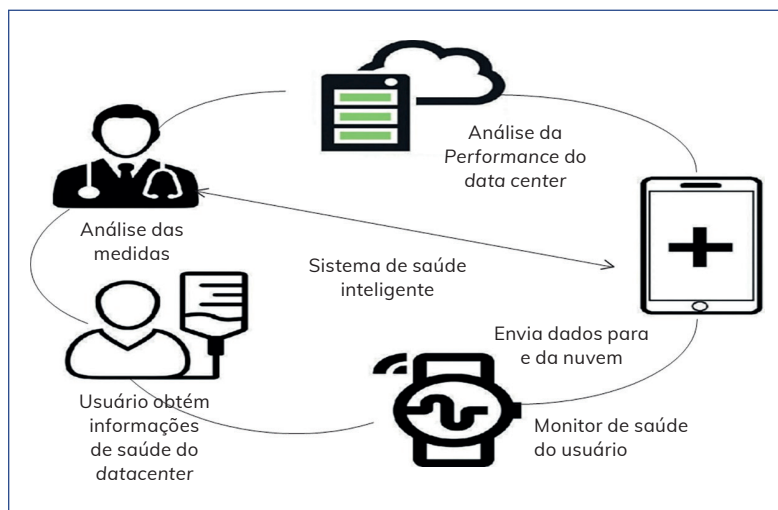 Análise da
Performance do
data center
Análise das
medidas
Sistema de saúde
inteligente
Envia dados para
e da nuvem
Usuário obtém
informações
de saúde do
datacenter
Monitor de saúde
do usuário